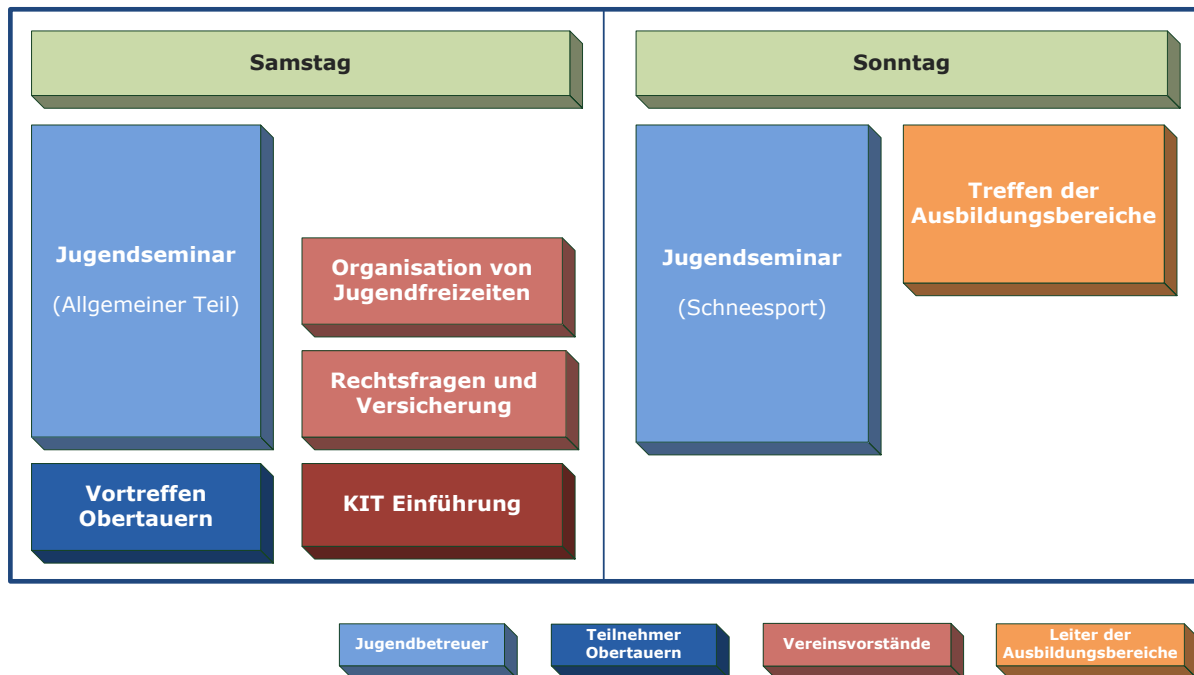 Samstag
Jugendseminar
(Allgemeiner Teil)
Organisation von
Jugendfreizeiten
Rechtsfragen und
Versicherung
Vortreffen
Obertauern
KIT Einführung
Sonntag
Jugendseminar
(Schneesport)
Treffen der
Ausbildungsbereiche
Jugendbetreuer
Teilnehmer
Obertauern
Vereinsvorstände
Leiter der
Ausbildungsbereiche